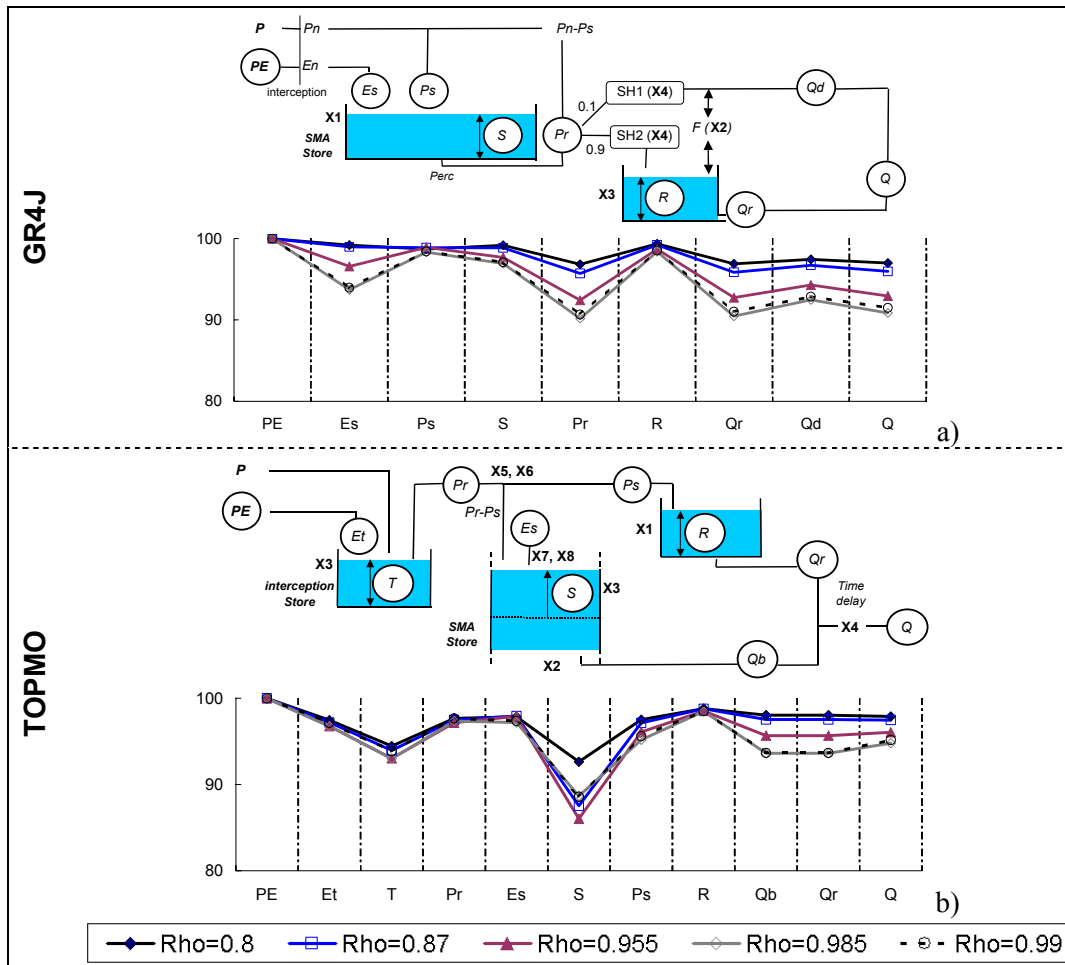 GR4J
P Pn Pn-Ps
PE En
interception
Es Ps
X1
SMA
Store
S
Perc
Pr
0.1
0.9
SH1 (X4)
SH2 (X4)
F (X2)
Qd
Q
X3
R
Qr
100
90
80
PE Es Ps S Pr R Qr Qd Q
a)
TOPMO
P
PE
Et
X3
interception
Store
T
Pr
X5, X6
Pr-Ps
Es
X7, X8
S
X3
SMA
Store
X2
Ps
X1
R
Qr
Time
delay
X4
Q
Qb
100
90
80
PE Et T Pr Es S Ps R Qb Qr Q
b)
Rho=0.8 Rho=0.87 Rho=0.955 Rho=0.985 Rho=0.99